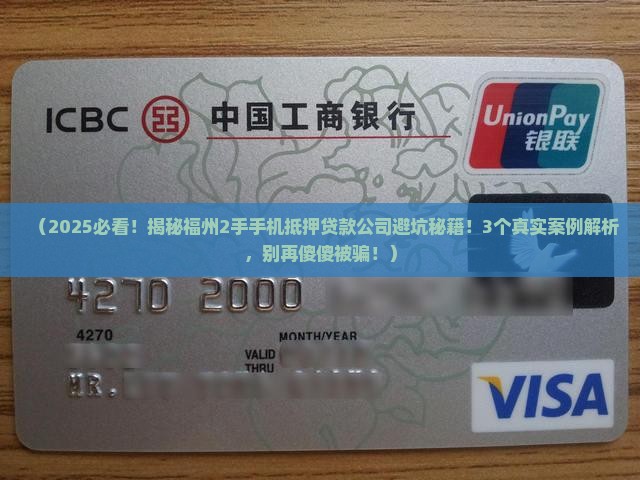 ICBC 中国工商银行
UnionPay
银联
（2025必看！揭秘福州2手手机抵押贷款公司避坑秘籍！3个真实案例解析
，别再傻傻被骗！）
4270 2000
4270
MONTH/YEAR
VALID
THRU
MR.
VISA